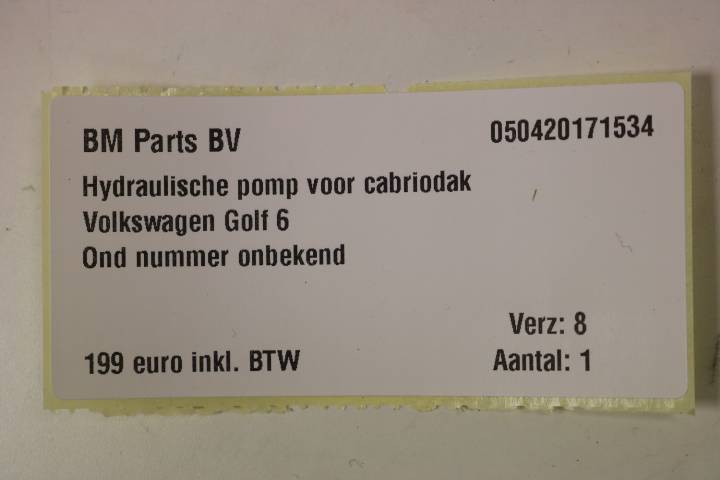 BM Parts BV
050420171534
Hydraulische pomp voor cabriodak
Volkswagen Golf 6
Ond nummer onbekend
Verz: 8
199 euro inkl. BTW
Aantal: 1